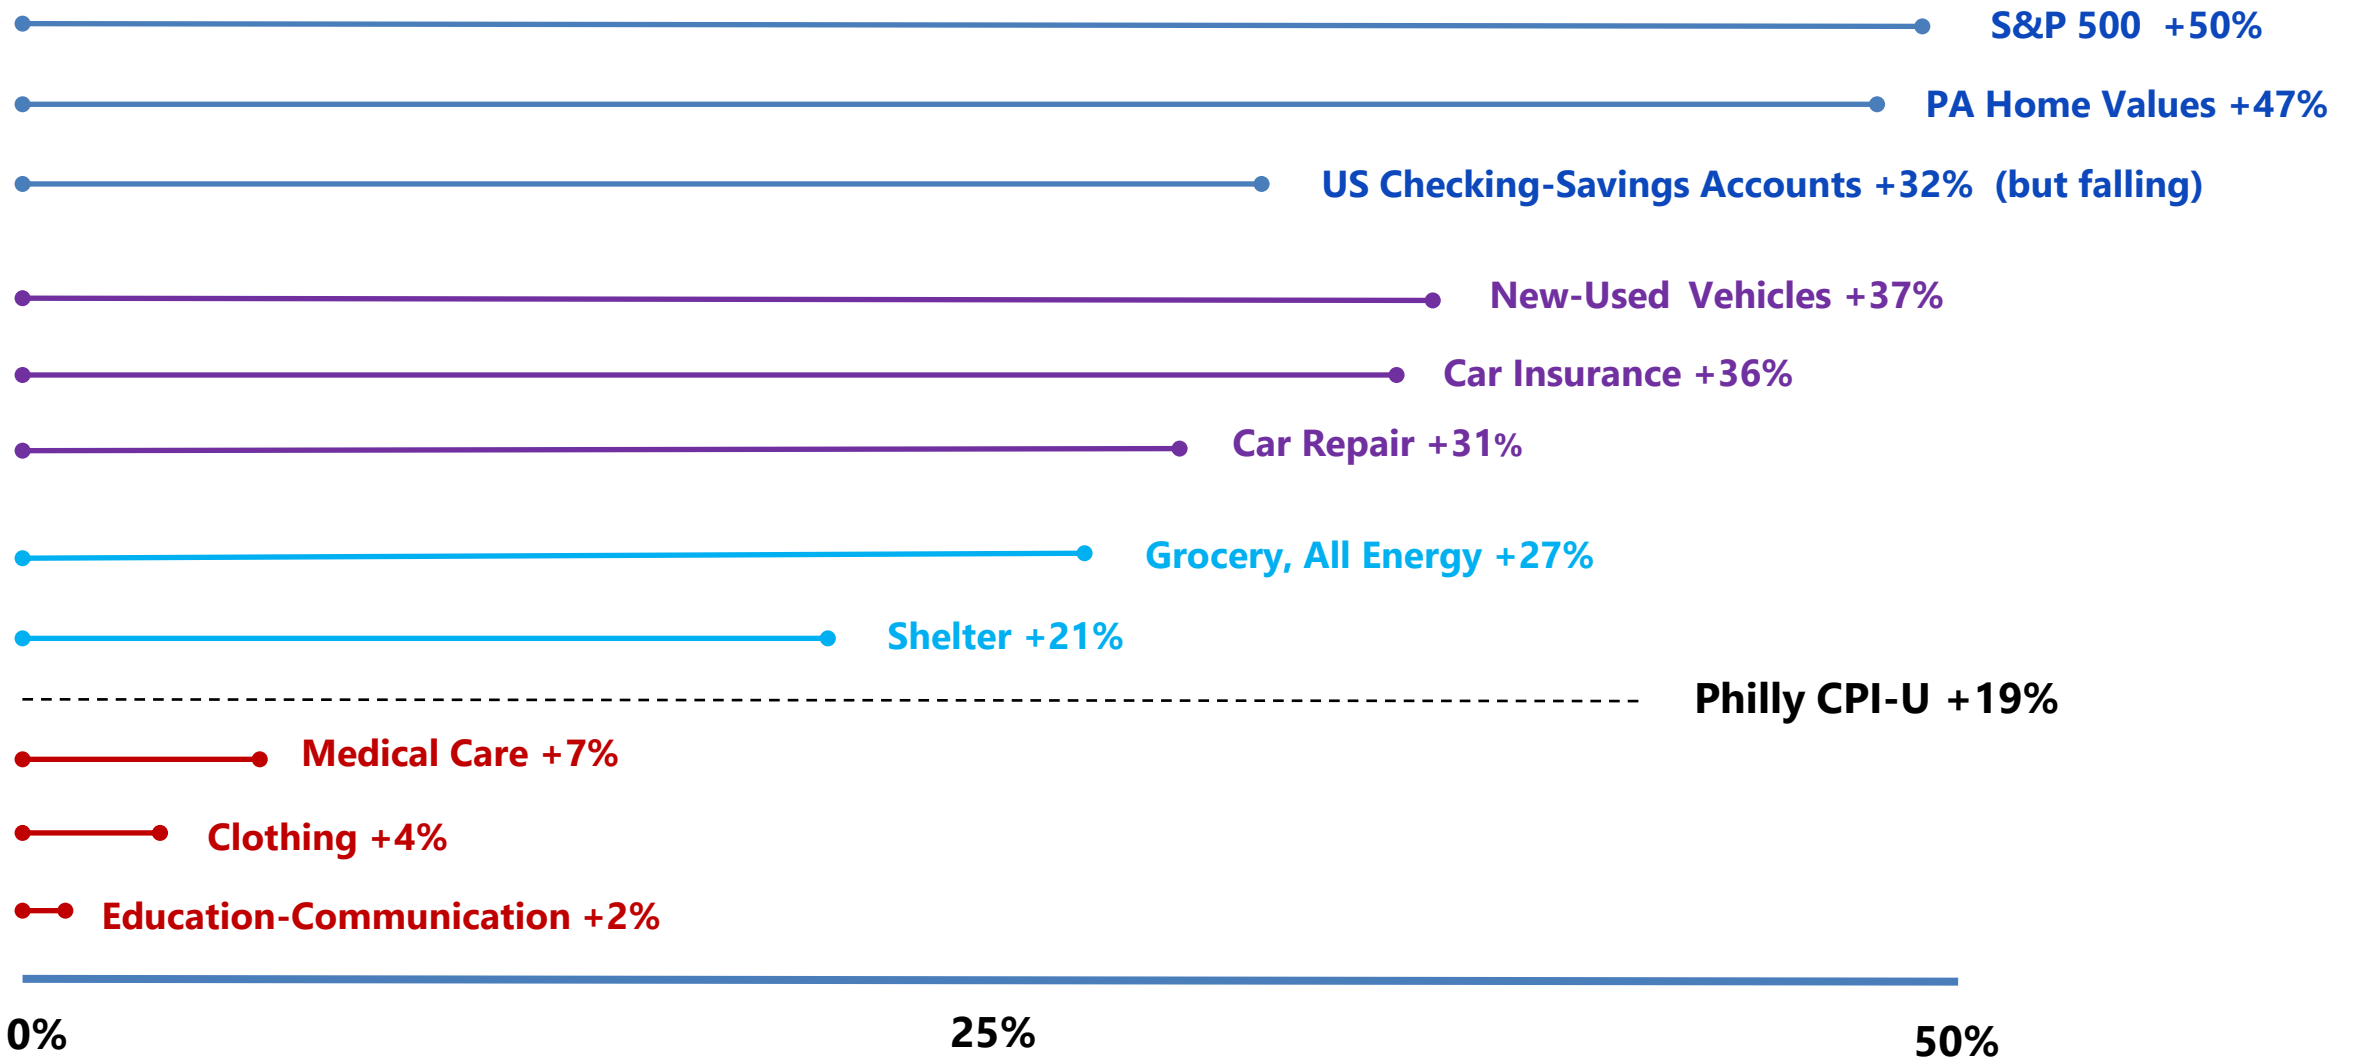 S&P 500 +50%
PA Home Values +47%
US Checking-Savings Accounts +32% (but falling)
New-Used Vehicles +37%
Car Insurance +36%
Car Repair +31%
Grocery, All Energy +27%
Shelter +21%
Philly CPI-U +19%
Medical Care +7%
Clothing +4%
Education-Communication +2%
0% 25% 50%